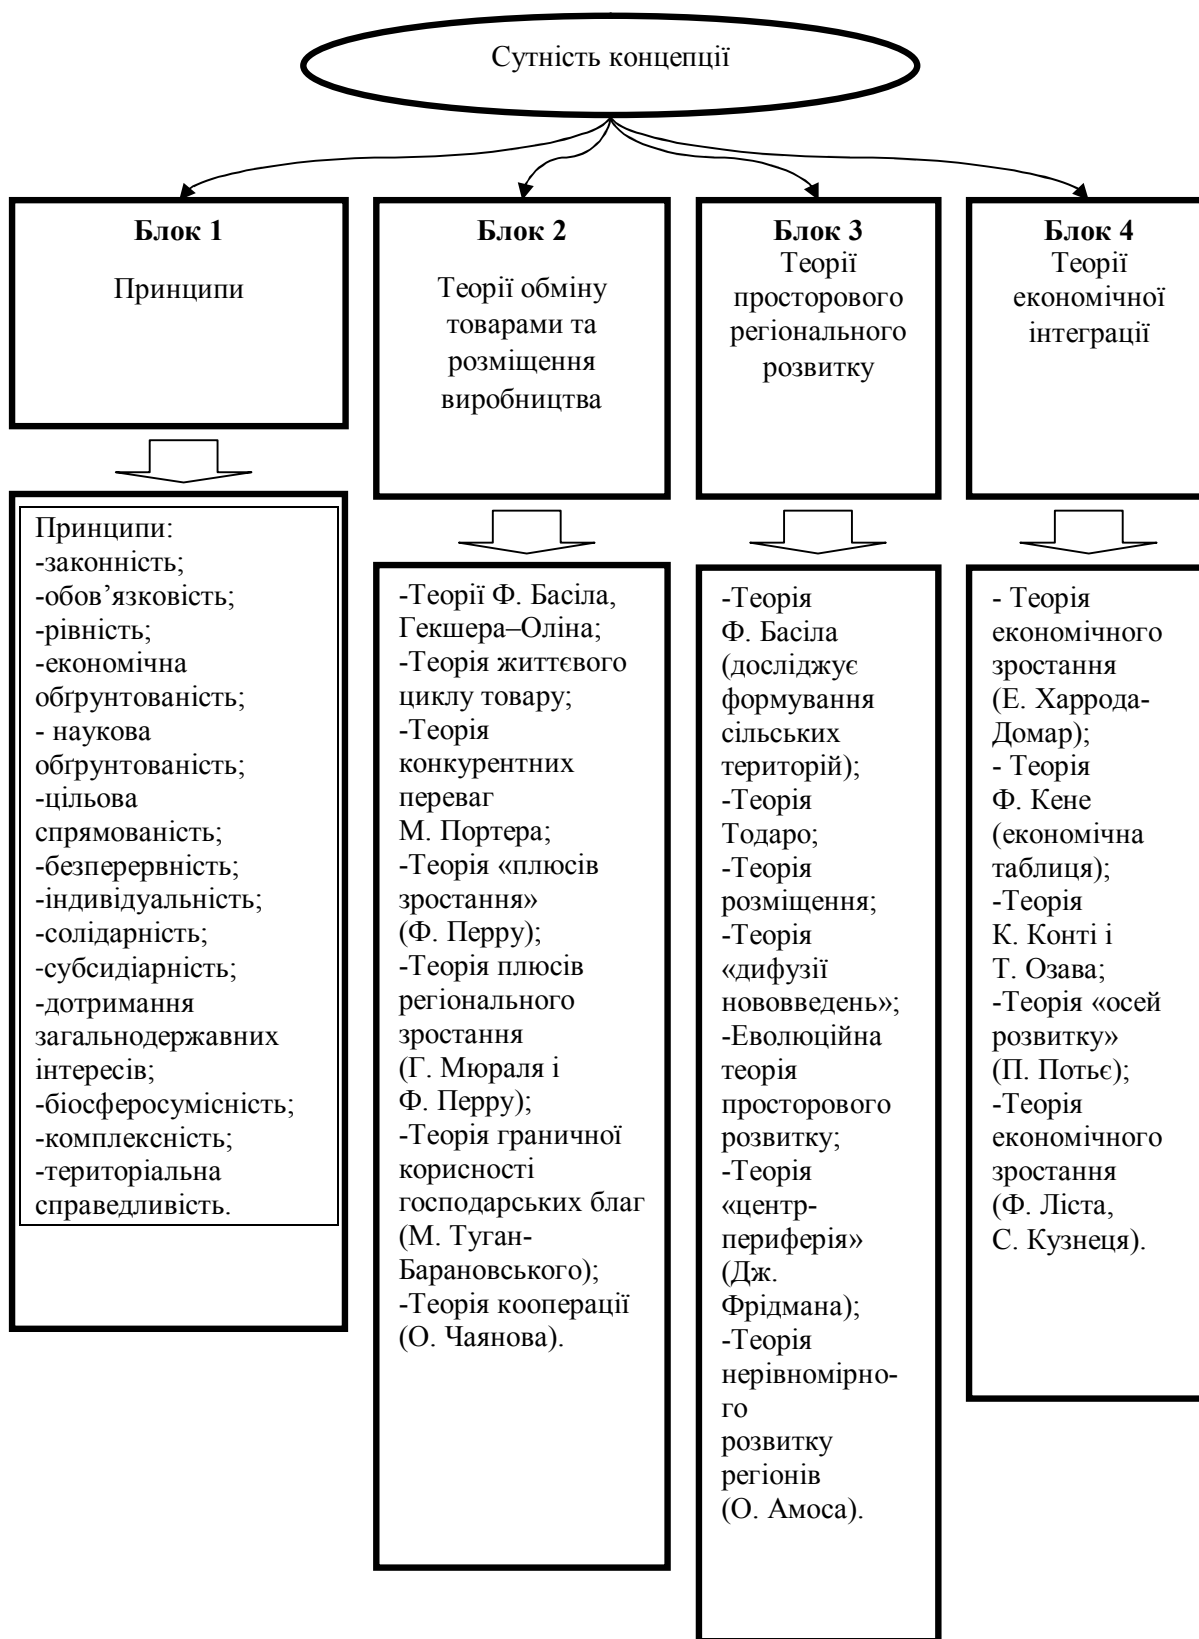 Сутність концепції
Блок 1
Принципи
Блок 2
Теорії обміну
товарами та
розміщення
виробництва
Блок 3
Теорії
просторового
регіонального
розвитку
Блок 4
Теорії
економічної
інтеграції
Принципи:
-законність;
-обов’язковість;
-рівність;
-економічна
обґрунтованість;
- наукова
обґрунтованість;
-цільова
спрямованість;
-безперервність;
-індивідуальність;
-солідарність;
-субсидіарність;
-дотримання
загальнодержавних
інтересів;
-біосферосумісність;
-комплексність;
-територіальна
справедливість.
-Теорії Ф. Басіла,
Гекшера–Оліна;
-Теорія життєвого
циклу товару;
-Теорія
конкурентних
переваг
М. Портера;
-Теорія «плюсів
зростання»
(Ф. Перру);
-Теорія плюсів
регіонального
зростання
(Г. Мюраля і
Ф. Перру);
-Теорія граничної
корисності
господарських благ
(М. Туган-
Барановського);
-Теорія кооперації
(О. Чаянова).
-Теорія
Ф. Басіла
(досліджує
формування
сільських
територій);
-Теорія
Тодаро;
-Теорія
розміщення;
-Теорія
«дифузії
нововведень»;
-Еволюційна
теорія
просторового
розвитку;
-Теорія
«центр-
периферія»
(Дж.
Фрідмана);
-Теорія
нерівномірно-
го
розвитку
регіонів
(О. Амоса).
- Теорія
економічного
зростання
(Е. Харрода-
Домар);
- Теорія
Ф. Кене
(економічна
таблиця);
-Теорія
К. Конті і
Т. Озава;
-Теорія «осей
розвитку»
(П. Потьє);
-Теорія
економічного
зростання
(Ф. Ліста,
С. Кузнеця).